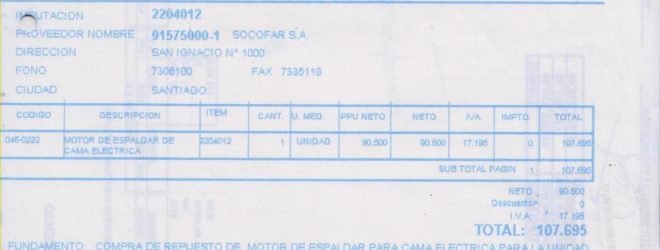 IMPUTACION 2204012
PROVEEDOR NOMBRE 91575000-1 SOCOFAR S.A.
DIRECCION SAN IGNACIO N° 1000
FONO 7306100 FAX 7335118
CIUDAD SANTIAGO
CODIGO DESCRIPCION ITEM CANT. U. MED. PPU NETO NETO IVA IMPTO. TOTAL
046-0222 MOTOR DE ESPALDAR DE 2204012 1 UNIDAD 90.500 90.500 17.195 0 107.695
CAMA ELECTRICA
SUB TOTAL PAGIN 1 107.695
NETO 90.500
Descuento 0
I.V.A 17.195
TOTAL: 107.695
FUNDAMENTO: COMPRA DE REPUESTO DE MOTOR DE ESPALDAR PARA CAMA ELECTRICA PARA LA UNIDAD